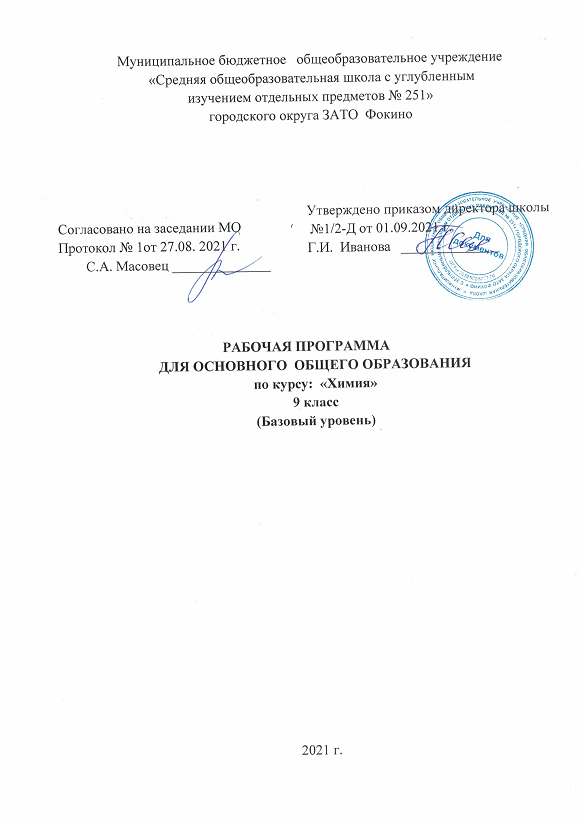 Муниципальное бюджетное общеобразовательное учреждение
«Средняя общеобразовательная школа с углубленным
изучением отдельных предметов № 251»
городского округа ЗАТО Фокино
Утверждено приказом директора школы
Согласовано на заседании МО
№1/2-Д от 01.09.2021 г.
Протокол № 1от 27.08. 2021 г.
Г.И. Иванова
С.А. Масовец
Для
документов
РАБОЧАЯ ПРОГРАММА
ДЛЯ ОСНОВНОГО ОБЩЕГО ОБРАЗОВАНИЯ
по курсу: «Химия»
9 класс
(Базовый уровень)
2021 г.